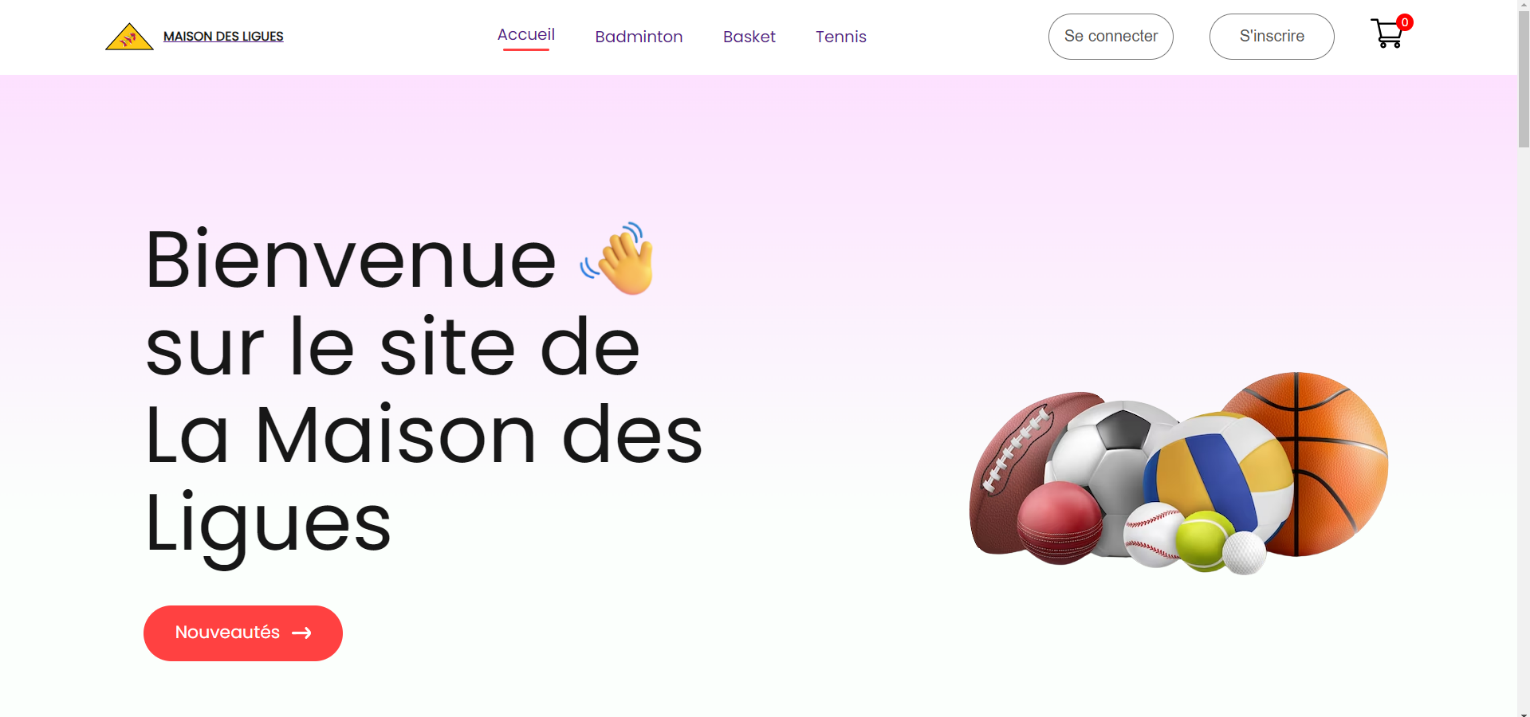 MAISON DES LIGUES
Accueil
Badminton
Basket
Tennis
Se connecter
S'inscrire
0
Bienvenue
sur le site de
La Maison des
Ligues
Nouveautés